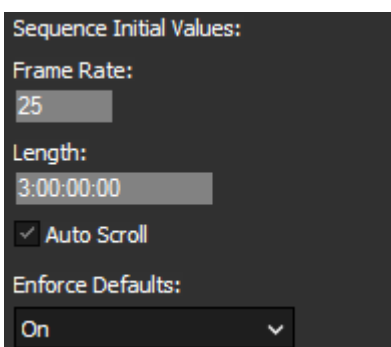 Sequence Initial Values:
Frame Rate:
25
Length:
3:00:00:00
Auto Scroll
Enforce Defaults:
On